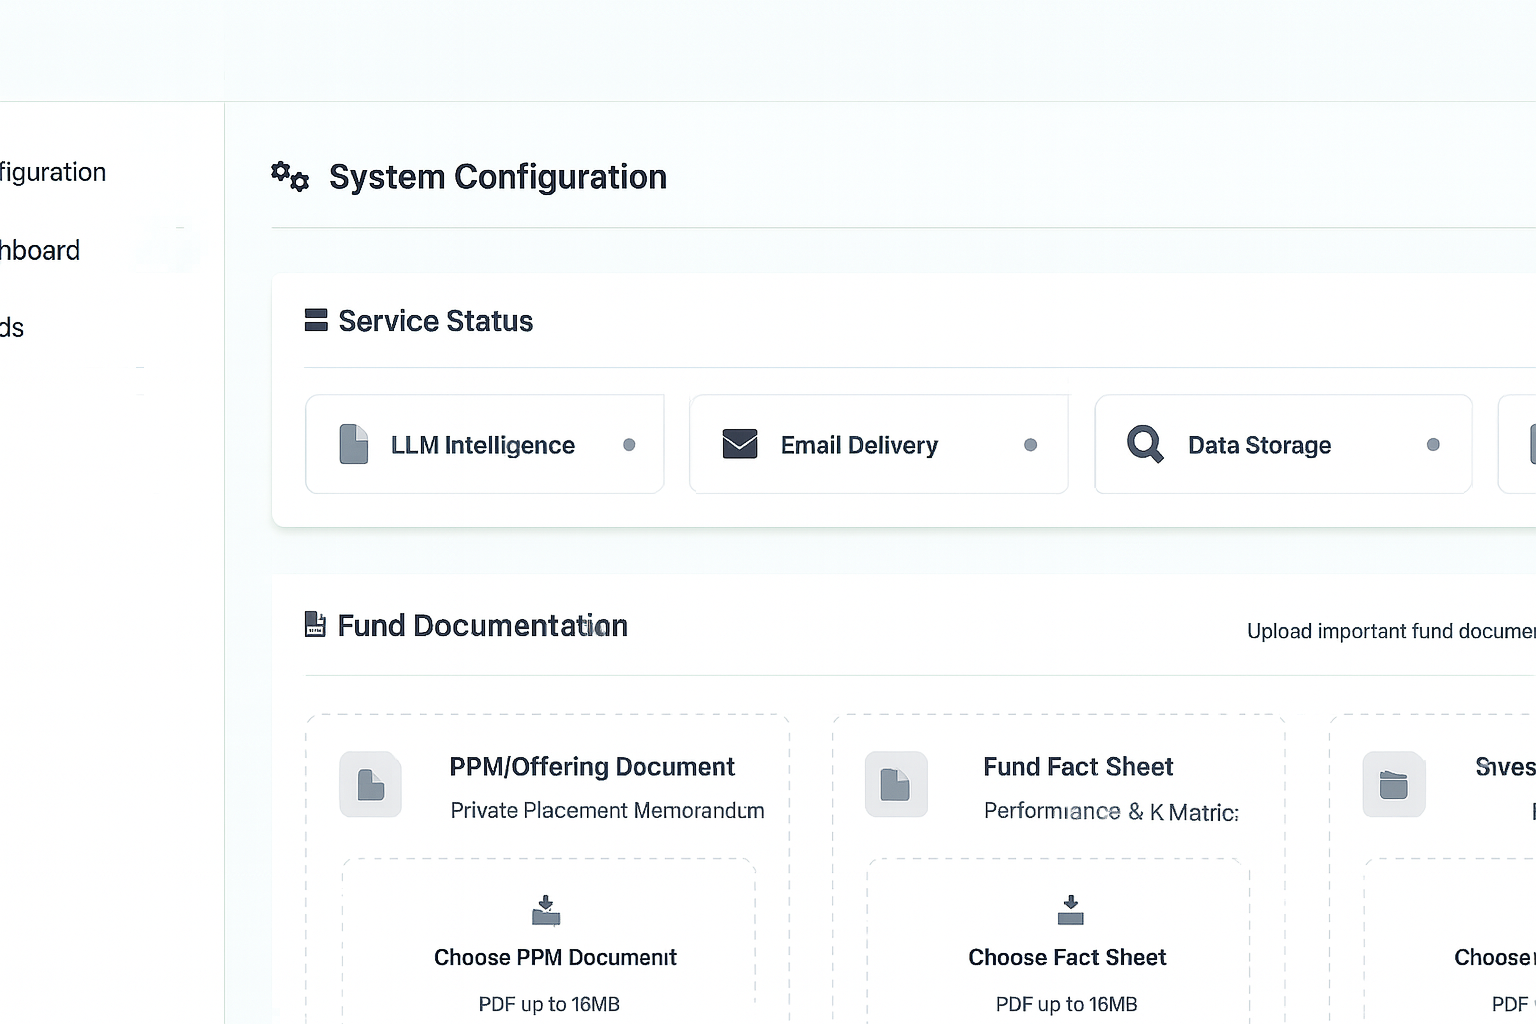 figuration
hboard
ds
System Configuration
Service Status
LLM Intelligence
Email Delivery
Data Storage
Fund Documentation
Upload important fund documen
PPM/Offering Document
Private Placement Memorandum
Choose PPM Document
PDF up to 16MB
Fund Fact Sheet
Performance & K Matric:
Choose Fact Sheet
PDF up to 16MB
Choose
PDF